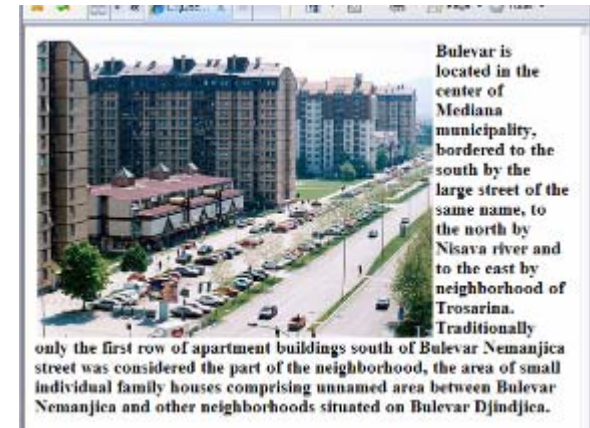 Bulevar is
located in the
center of
Mediana
municipality,
bordered to the
south by the
large street of the
same name, to
the north by
Nisava river and
to the east by
neighborhood of
Trosarina.
Traditionally
only the first row of apartment buildings south of Bulevar Nemanjica
street was considered the part of the neighborhood, the area of small
individual family houses comprising unnamed area between Bulevar
Nemanjica and other neighborhoods situated on Bulevar Djindjica.